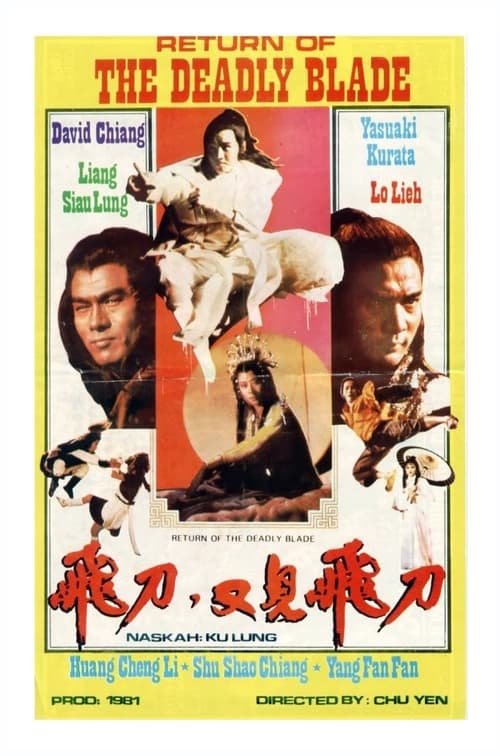 RETURN OF
THE DEADLY BLADE
David Chiang
Liang
Siau Lung
Yasuaki
Kurata
Lo Lieh
RETURN OF THE DEADLY BLADE
飛刀，又見飛刀
NASKAH: KU LUNG
Huang Cheng Li ★ Shu Shao Chiang ★ Yang Fan Fan
PROD: 1981
DIRECTED BY: CHU YEN